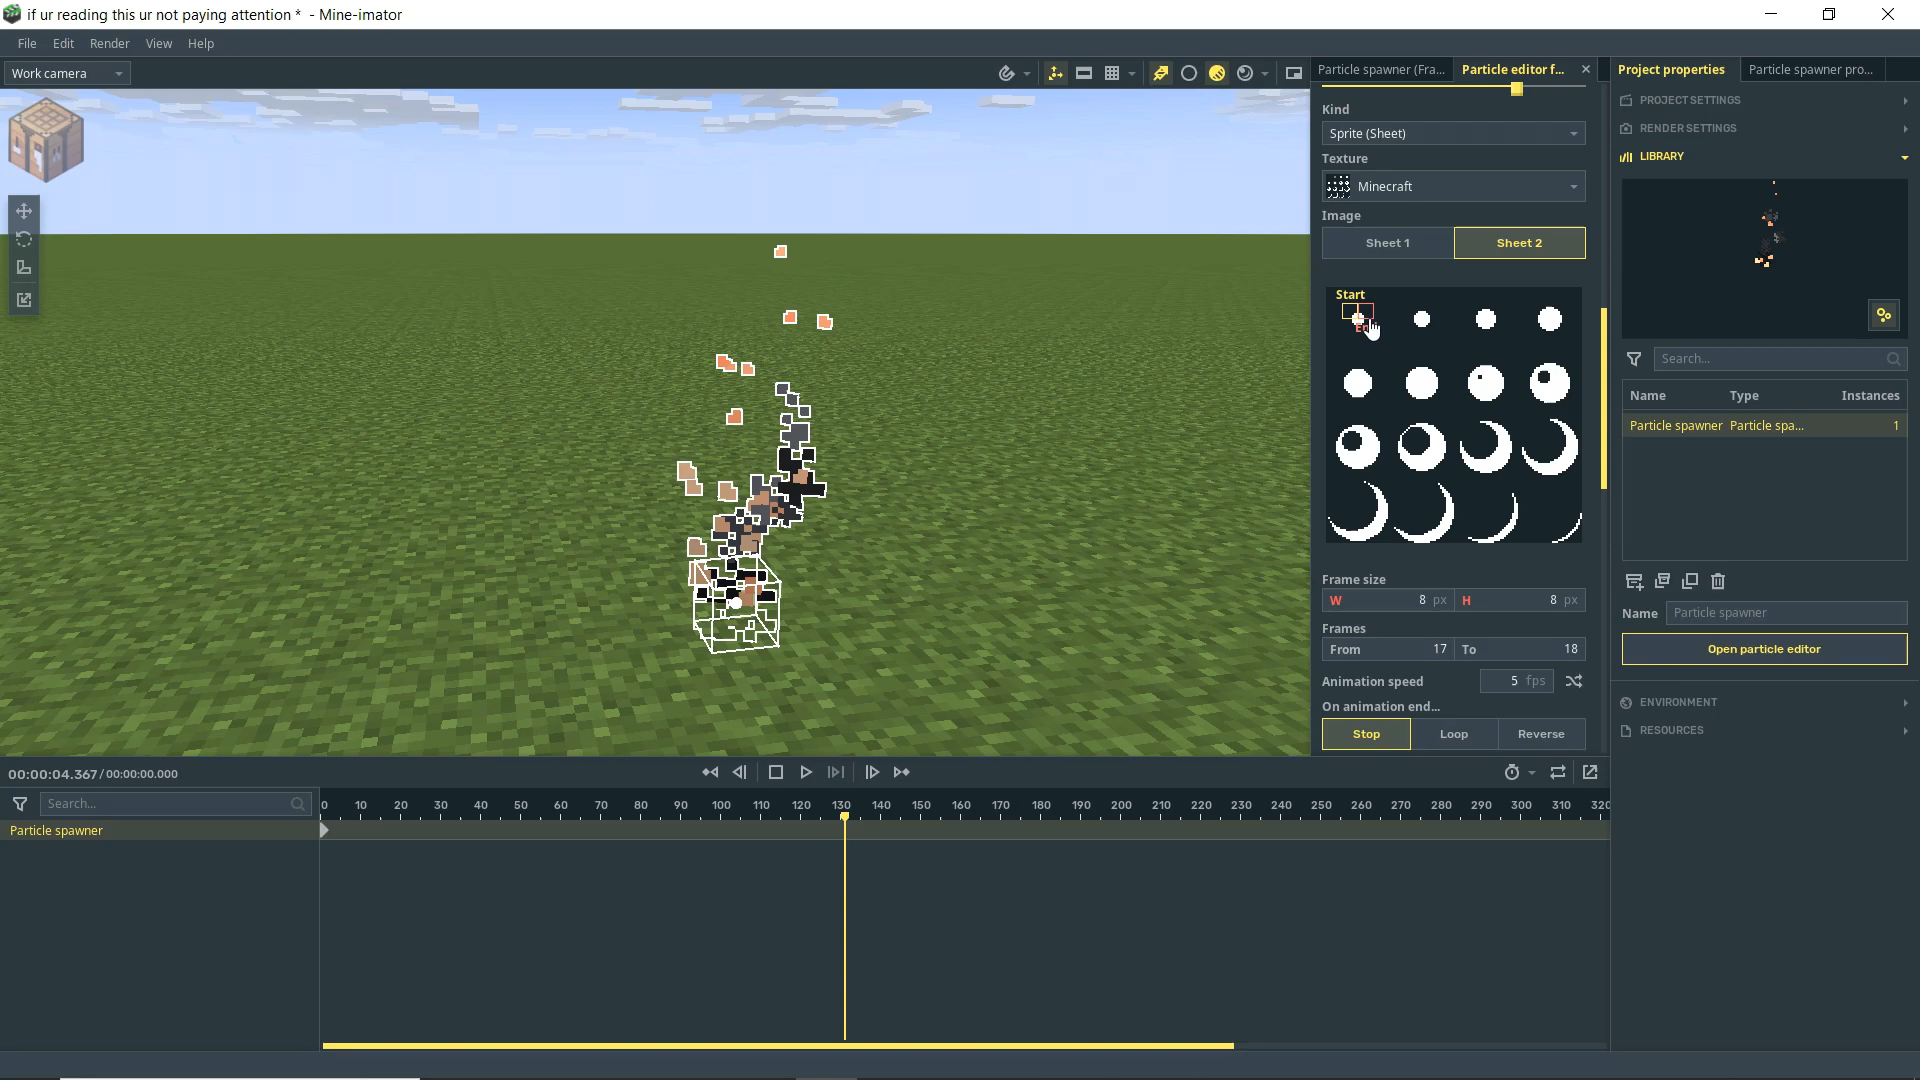 if ur reading this ur not paying attention * - Mine-imator
File Edit Render View Help
Work camera
Particle spawner (Fra...
Particle editor f...
Project properties
Particle spawner pro...
Kind
Sprite (Sheet)
Texture
Minecraft
Image
Sheet 1
Sheet 2
Start
Frame size
W 8 px H 8 px
Frames
From 17 To 18
Animation speed 5 fps
On animation end...
Stop Loop Reverse
PROJECT SETTINGS
RENDER SETTINGS
LIBRARY
Search...
Name Type Instances
Particle spawner Particle spa... 1
Name Particle spawner
Open particle editor
ENVIRONMENT
RESOURCES
00:00:04.367 / 00:00:00.000
Search...
0 10 20 30 40 50 60 70 80 90 100 110 120 130 140 150 160 170 180 190 200 210 220 230 240 250 260 270 280 290 300 310 320
Particle spawner